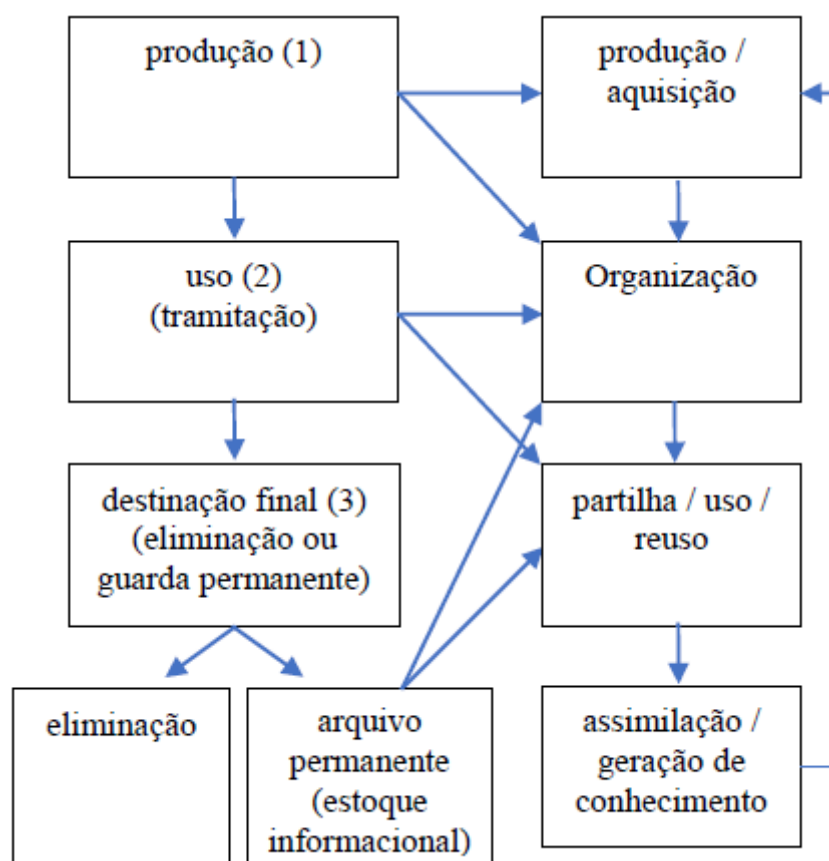 produção (1)
produção /
aquisição
uso (2)
(tramitação)
Organização
destinação final (3)
(eliminação ou
guarda permanente)
partilha / uso /
reuso
eliminação
arquivo
permanente
(estoque
informacional)
assimilação /
geração de
conhecimento